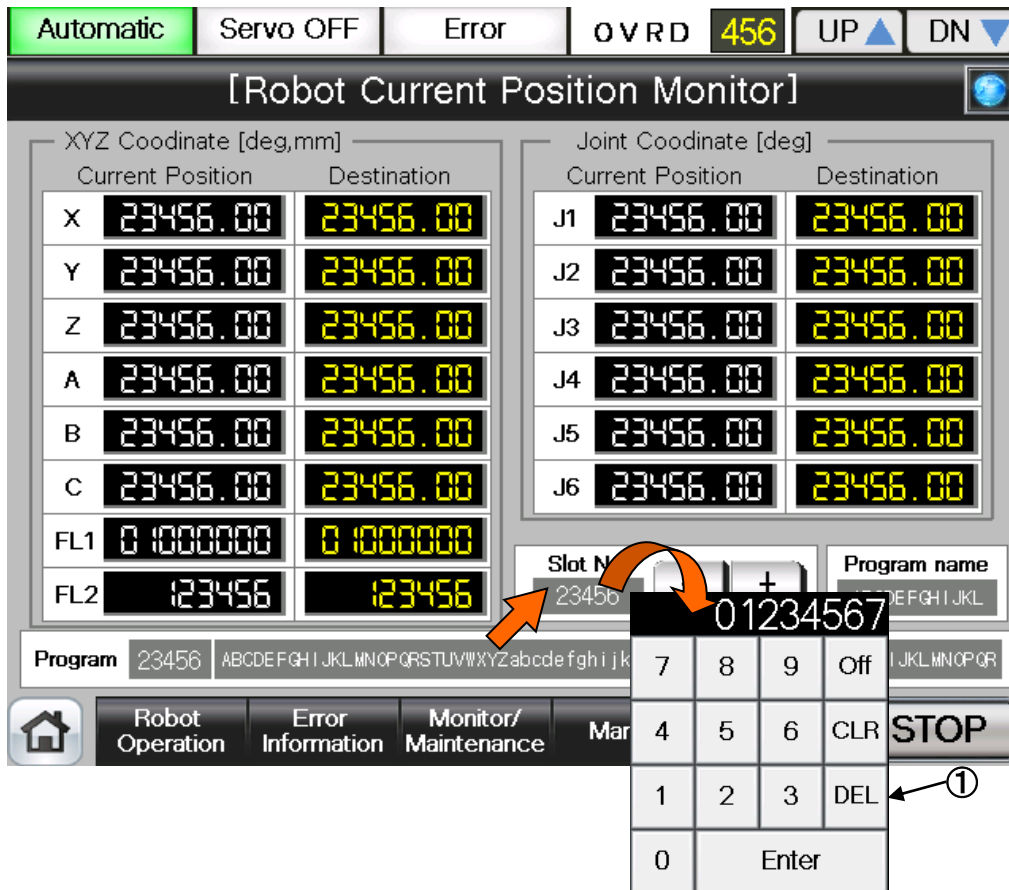 Automatic Servo OFF Error OVRD 456 UP DN
[Robot Current Position Monitor]
XYZ Coodinate [deg,mm]
Current Position Destination
X 23456.00 23456.00
Y 23456.00 23456.00
Z 23456.00 23456.00
A 23456.00 23456.00
B 23456.00 23456.00
C 23456.00 23456.00
FL1 01000000 01000000
FL2 123456 123456
Joint Coodinate [deg]
Current Position Destination
J1 23456.00 23456.00
J2 23456.00 23456.00
J3 23456.00 23456.00
J4 23456.00 23456.00
J5 23456.00 23456.00
J6 23456.00 23456.00
Slot N
23456 +
Program name
DEFGHIJKL
Program 23456 ABCDEFGHIJKLMNOPQRSTUVWXYZabcdefghijk JKLMNOPQR
Robot Operation
Error Information
Monitor/ Maintenance
Mar
STOP
01234567
7 8 9 Off
4 5 6 CLR
1 2 3 DEL
0 Enter
①